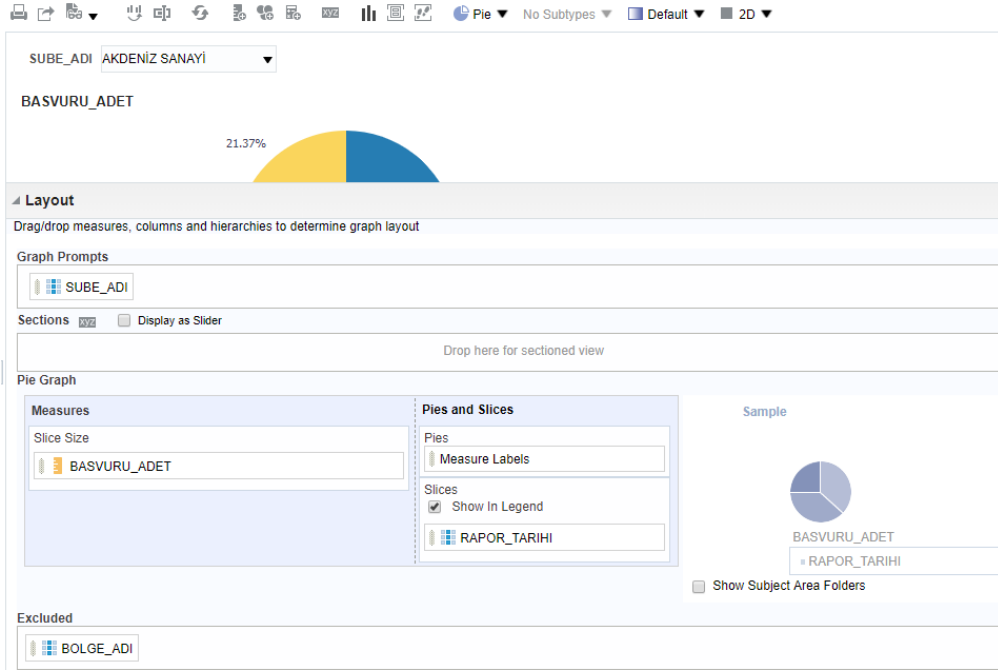 Pie No Subtypes Default 2D
SUBE_ADI AKDENİZ SANAYİ
BASVURU_ADET
21.37%
Layout
Drag/drop measures, columns and hierarchies to determine graph layout
Graph Prompts
SUBE_ADI
Sections xyz Display as Slider
Drop here for sectioned view
Pie Graph
Measures
Slice Size
BASVURU_ADET
Pies and Slices
Pies
Measure Labels
Slices
Show In Legend
RAPOR_TARIHI
Sample
BASVURU_ADET
RAPOR_TARIHI
Show Subject Area Folders
Excluded
BOLGE_ADI